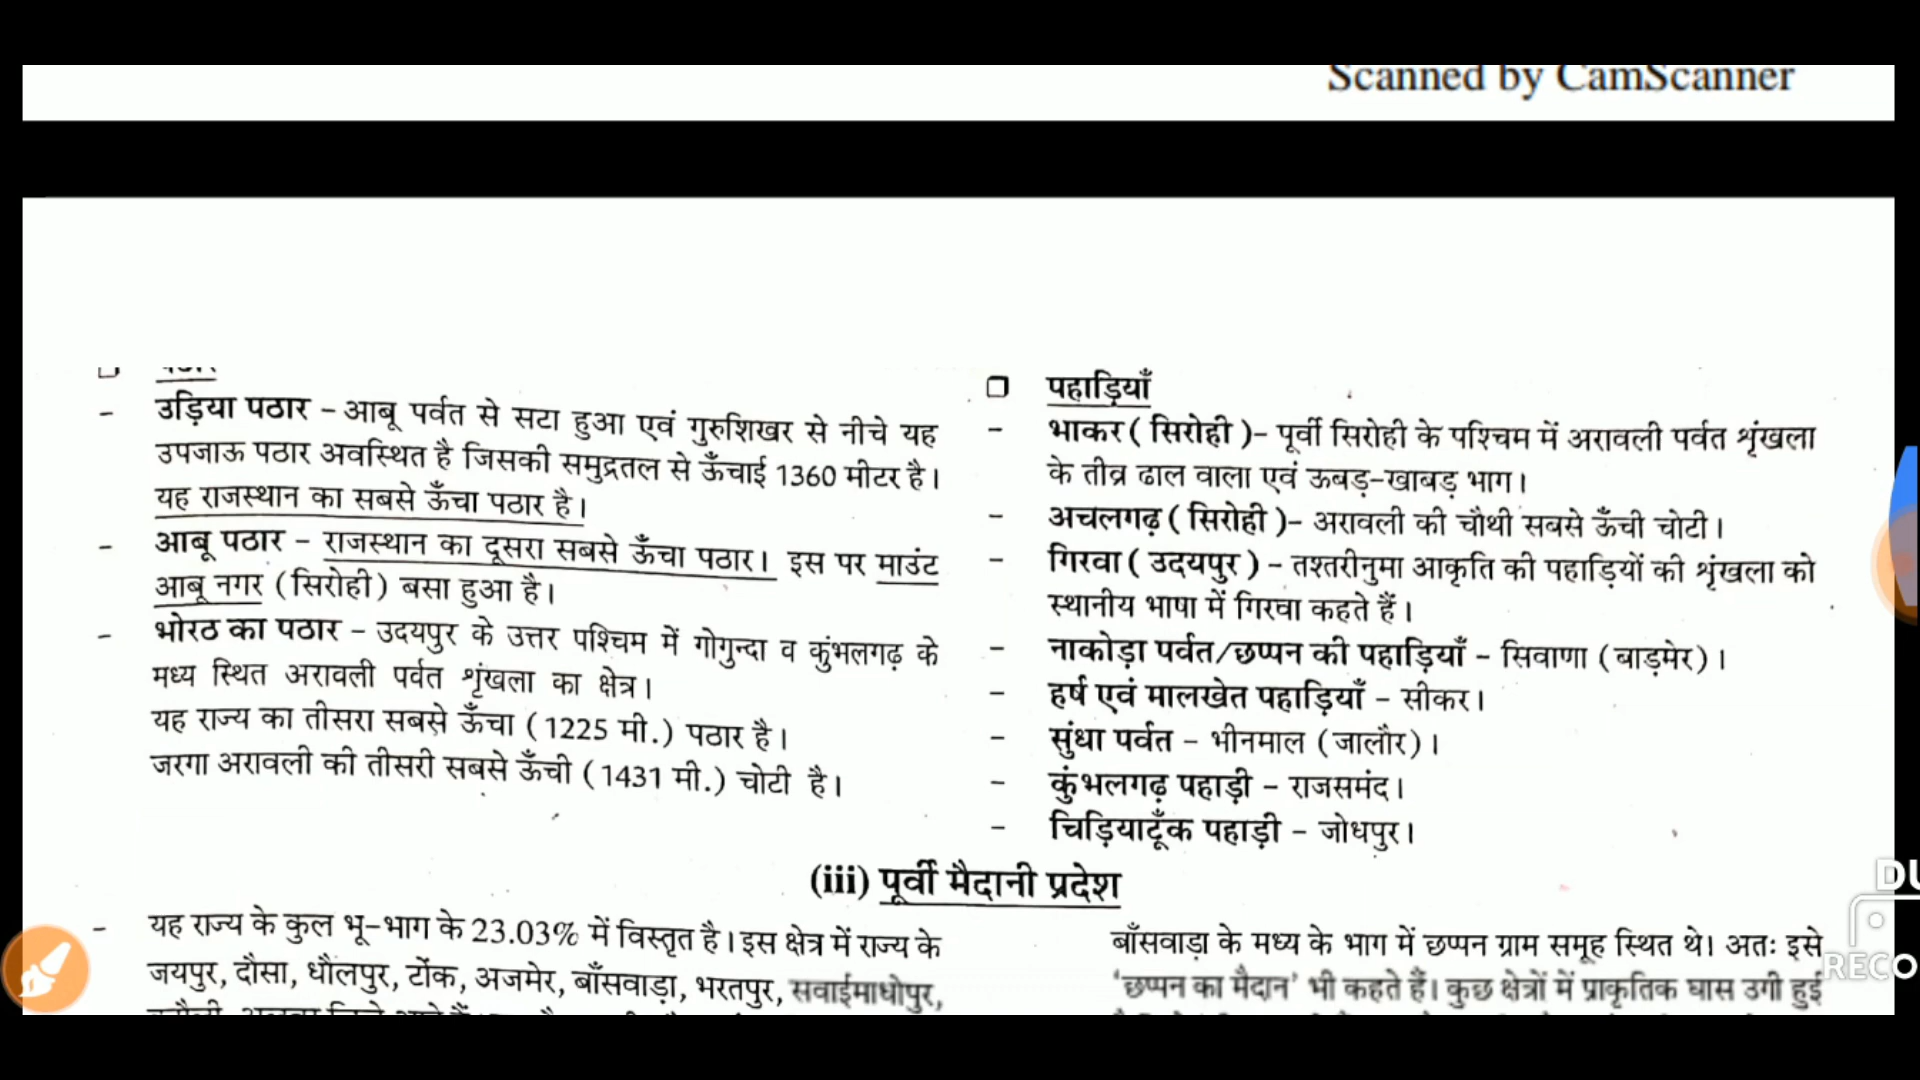 Scanned by CamScanner
उड़िया पठार – आबू पर्वत से सटा हुआ एवं गुरुशिखर से नीचे यह
उपजाऊ पठार अवस्थित है जिसकी समुद्रतल से ऊँचाई 1360 मीटर है।
यह राजस्थान का सबसे ऊँचा पठार है।
आबू पठार – राजस्थान का दूसरा सबसे ऊँचा पठार। इस पर माउंट
आबू नगर (सिरोही) बसा हुआ है।
भोरठ का पठार – उदयपुर के उत्तर पश्चिम में गोगुन्दा व कुंभलगढ़ के
मध्य स्थित अरावली पर्वत शृंखला का क्षेत्र।
यह राज्य का तीसरा सबसे ऊँचा (1225 मी.) पठार है।
जरगा अरावली की तीसरी सबसे ऊँची (1431 मी.) चोटी है।
पहाड़ियाँ
भाकर ( सिरोही )– पूर्वी सिरोही के पश्चिम में अरावली पर्वत शृंखला
के तीव्र ढाल वाला एवं ऊबड़-खाबड़ भाग।
अचलगढ़ ( सिरोही )– अरावली की चौथी सबसे ऊँची चोटी।
गिरवा ( उदयपुर ) – तश्तरीनुमा आकृति की पहाड़ियों की शृंखला को
स्थानीय भाषा में गिरवा कहते हैं।
नाकोड़ा पर्वत/छप्पन की पहाड़ियाँ – सिवाणा (बाड़मेर)।
हर्ष एवं मालखेत पहाड़ियाँ – सीकर।
सुंधा पर्वत – भीनमाल (जालौर)।
कुंभलगढ़ पहाड़ी – राजसमंद।
चिड़ियाटूँक पहाड़ी – जोधपुर।
(iii) पूर्वी मैदानी प्रदेश
यह राज्य के कुल भू-भाग के 23.03% में विस्तृत है। इस क्षेत्र में राज्य के
जयपुर, दौसा, धौलपुर, टोंक, अजमेर, बाँसवाड़ा, भरतपुर, सवाईमाधोपुर,
बाँसवाड़ा के मध्य के भाग में छप्पन ग्राम समूह स्थित थे। अतः इसे
'छप्पन का मैदान' भी कहते हैं। कुछ क्षेत्रों में प्राकृतिक घास उगी हुई
DU
RECO